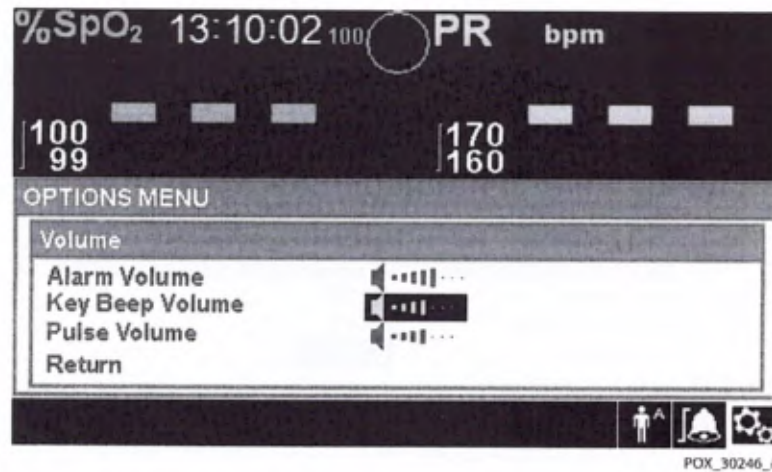 %SpO₂ 13:10:02 100 PR bpm
--- ---
100 170
99 160
OPTIONS MENU
Volume
Alarm Volume
Key Beep Volume
Pulse Volume
Return
A
POX_30246_